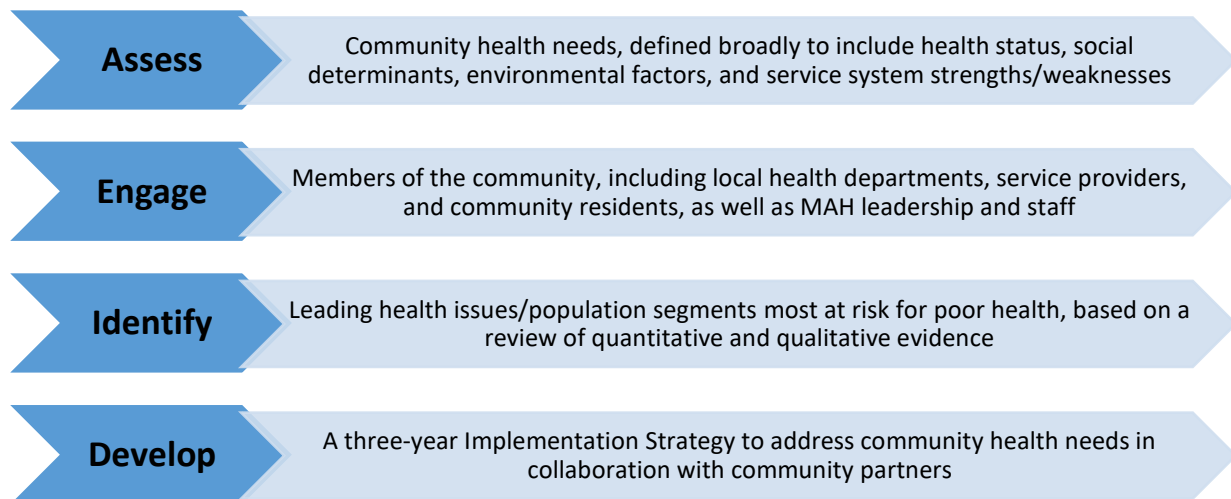 Assess
Community health needs, defined broadly to include health status, social
determinants, environmental factors, and service system strengths/weaknesses
Engage
Members of the community, including local health departments, service providers,
and community residents, as well as MAH leadership and staff
Identify
Leading health issues/population segments most at risk for poor health, based on a
review of quantitative and qualitative evidence
Develop
A three-year Implementation Strategy to address community health needs in
collaboration with community partners